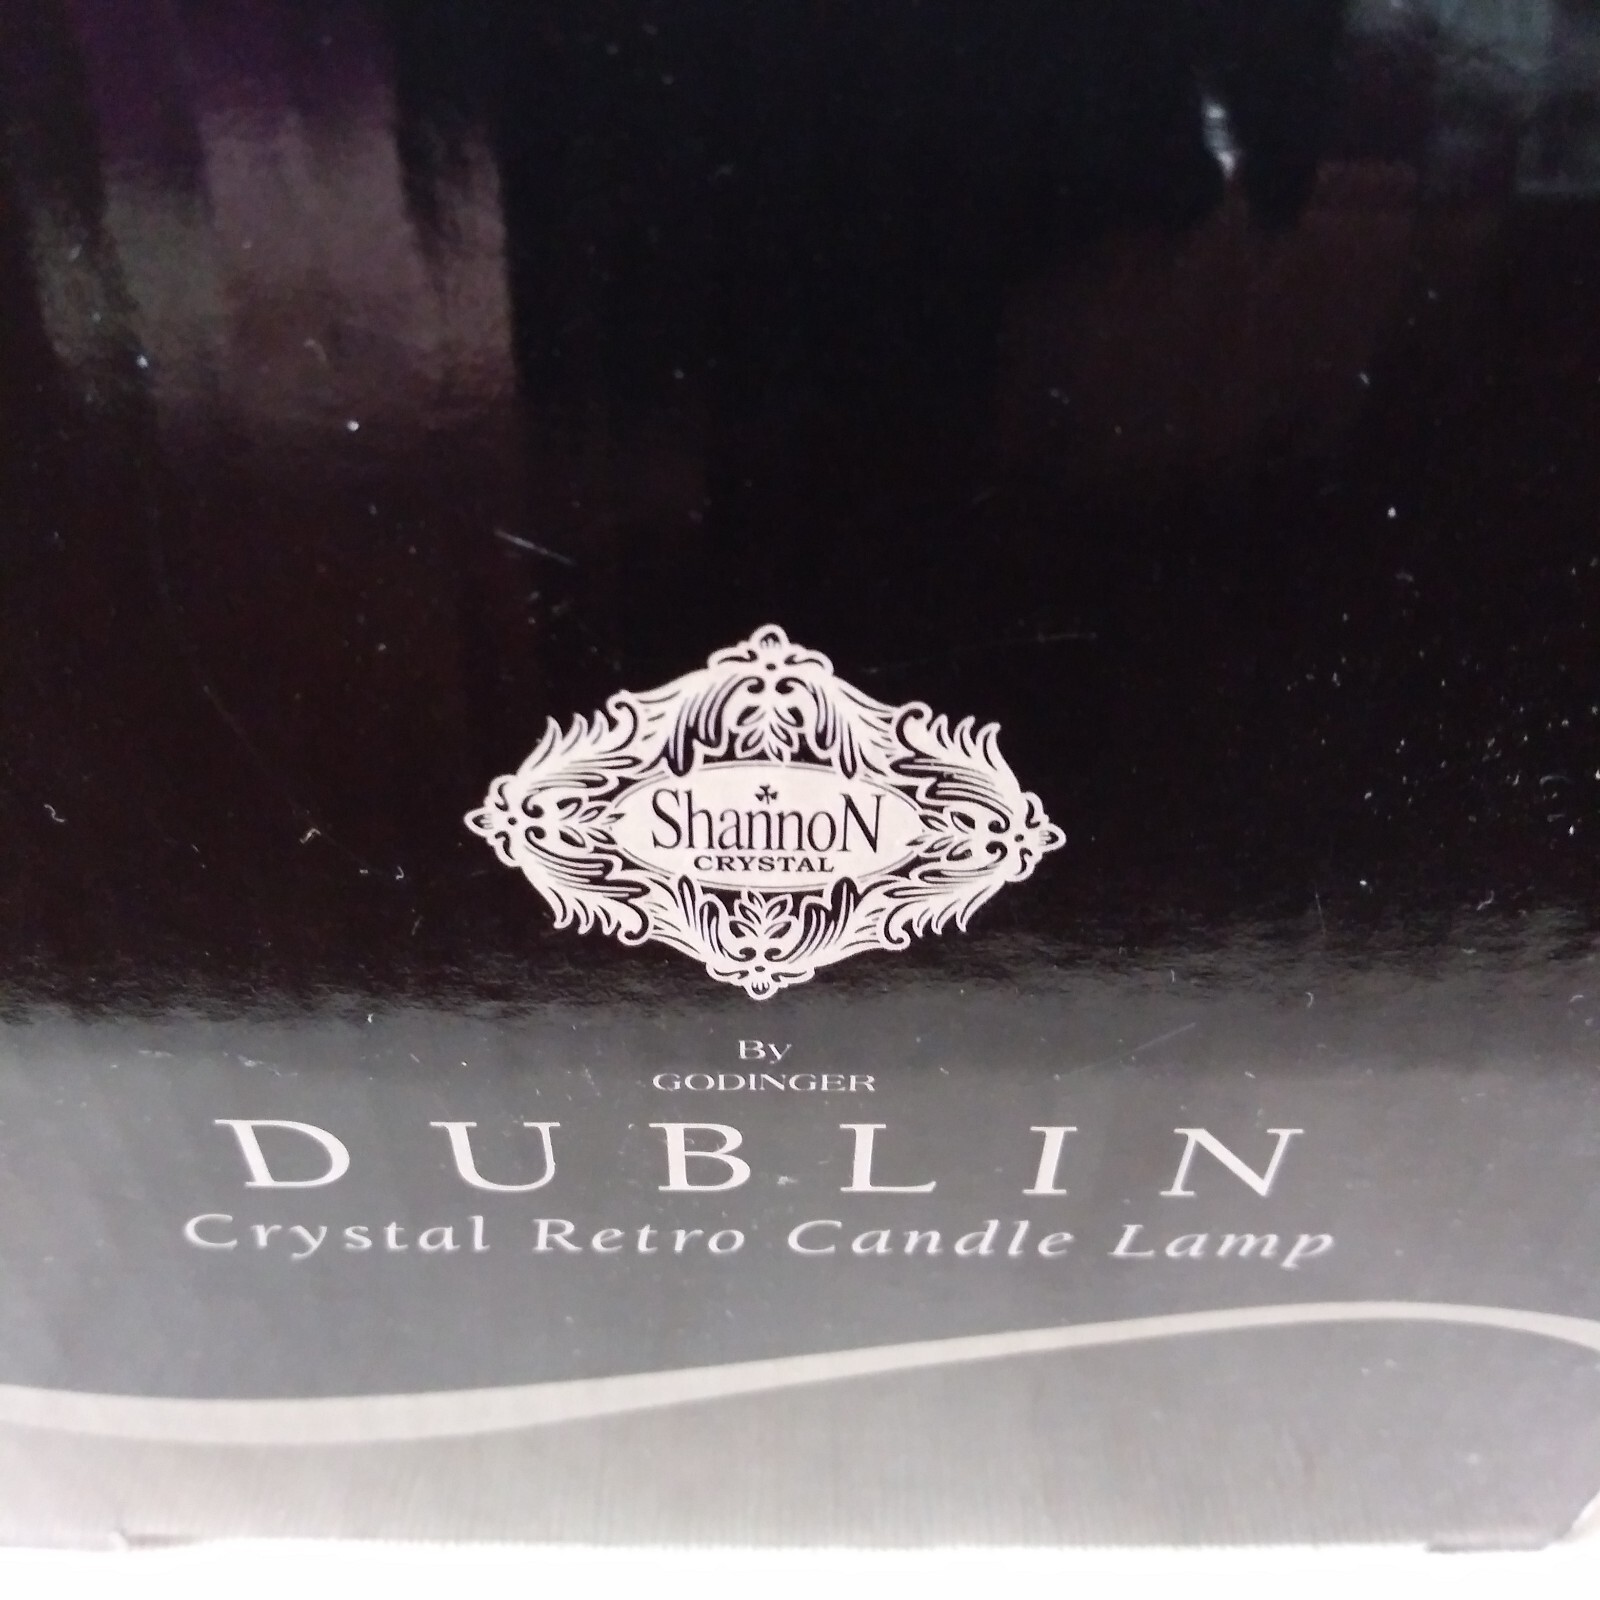 ShannoN
CRYSTAL
By
GODINGER
DUBLIN
Crystal Retro Candle Lamp